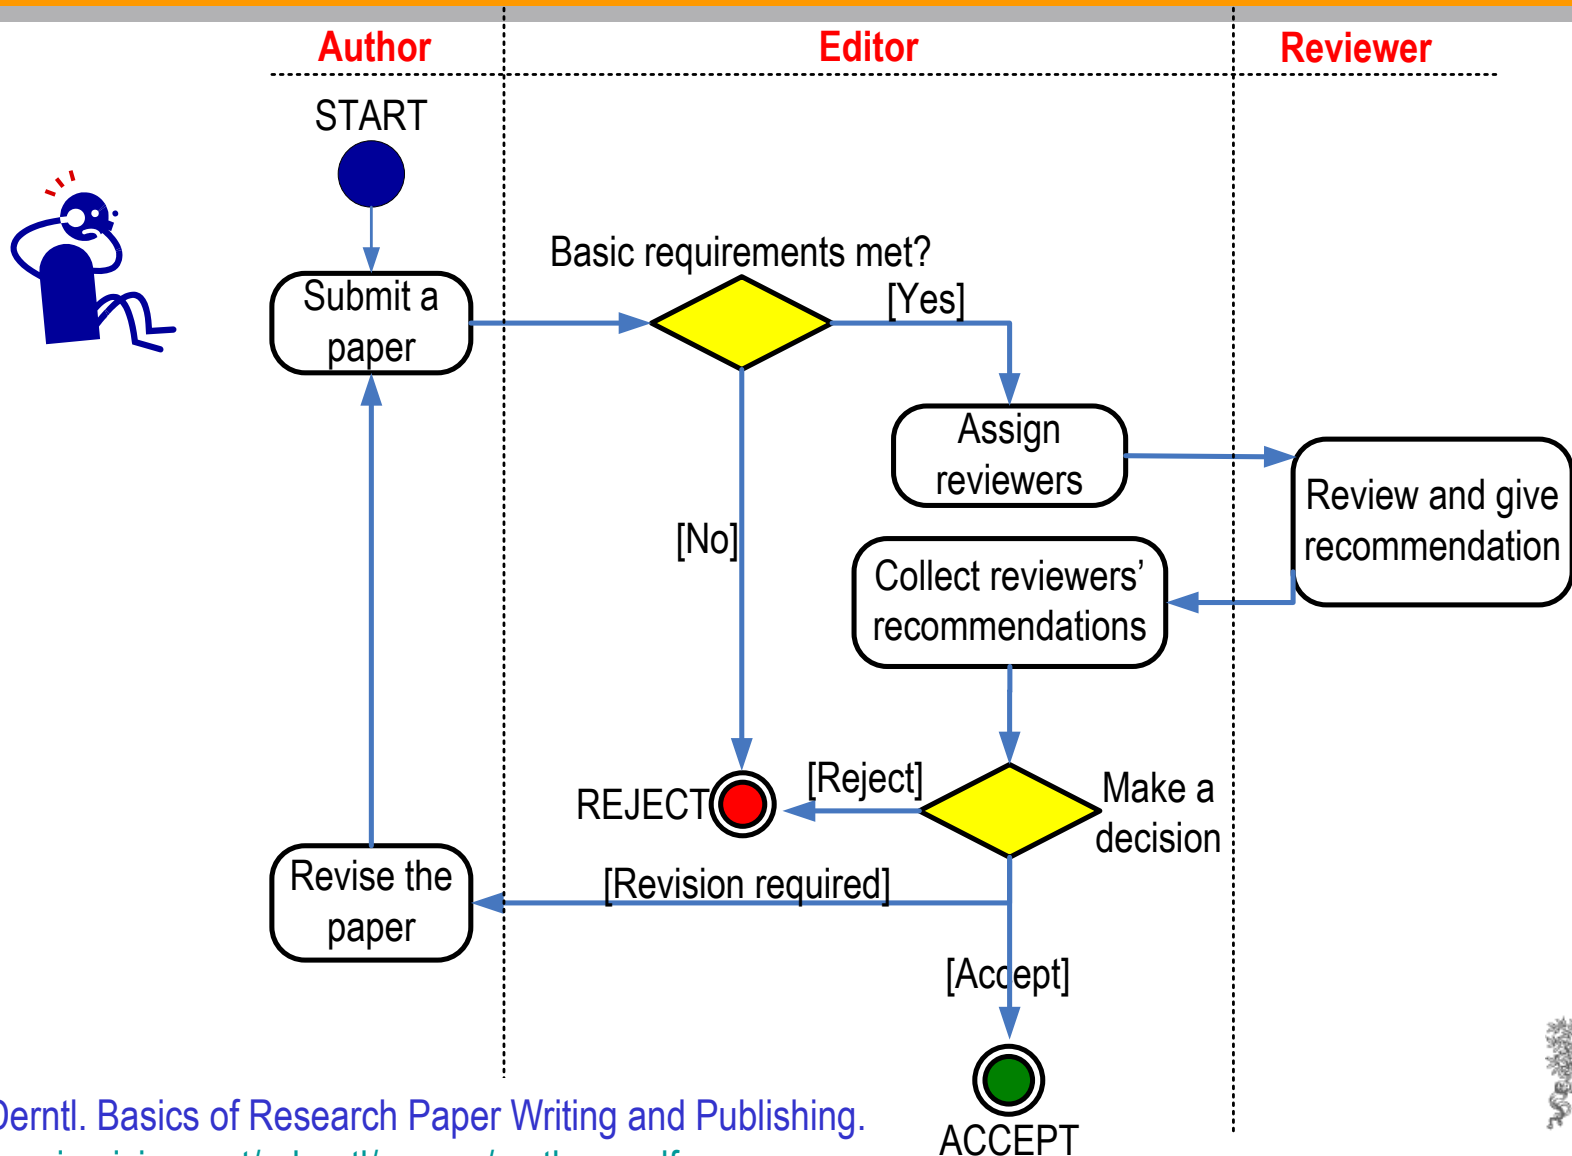 Author
Editor
Reviewer
START
Basic requirements met?
[Yes]
Submit a
paper
Assign
reviewers
Review and give
recommendation
[No]
Collect reviewers’
recommendations
[Reject]
Make a
decision
REJECT
Revise the
paper
[Revision required]
[Accept]
ACCEPT
Derntl. Basics of Research Paper Writing and Publishing.